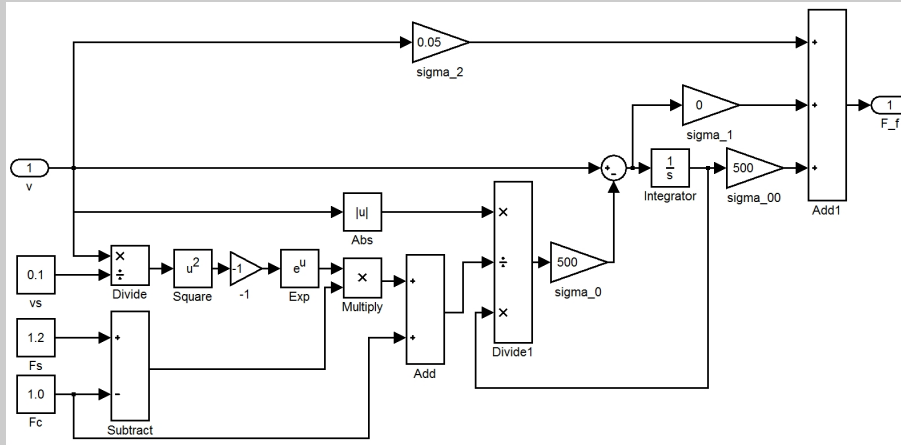 0.05
+
sigma_2
0
+
1
sigma_1
F_f
1
v
+
−
1
s
500
+
Integrator
sigma_00
Add1
|u|
Abs
×
×
÷
u²
-1
eᵘ
×
+
÷
500
0.1
Divide
Square
-1
Exp
Multiply
sigma_0
vs
×
1.2
+
+
Fs
Divide1
Add
1.0
−
Fc
Subtract